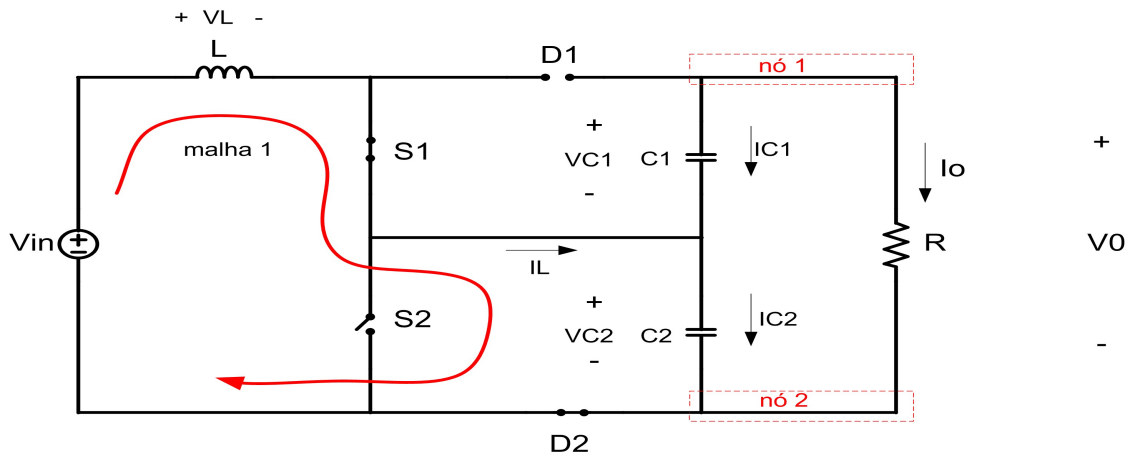 + VL -
L
D1
nó 1
malha 1
S1
+
VC1
-
C1
IC1
Io
+
Vin
+
-
IL
R
V0
S2
+
VC2
-
C2
IC2
-
nó 2
D2